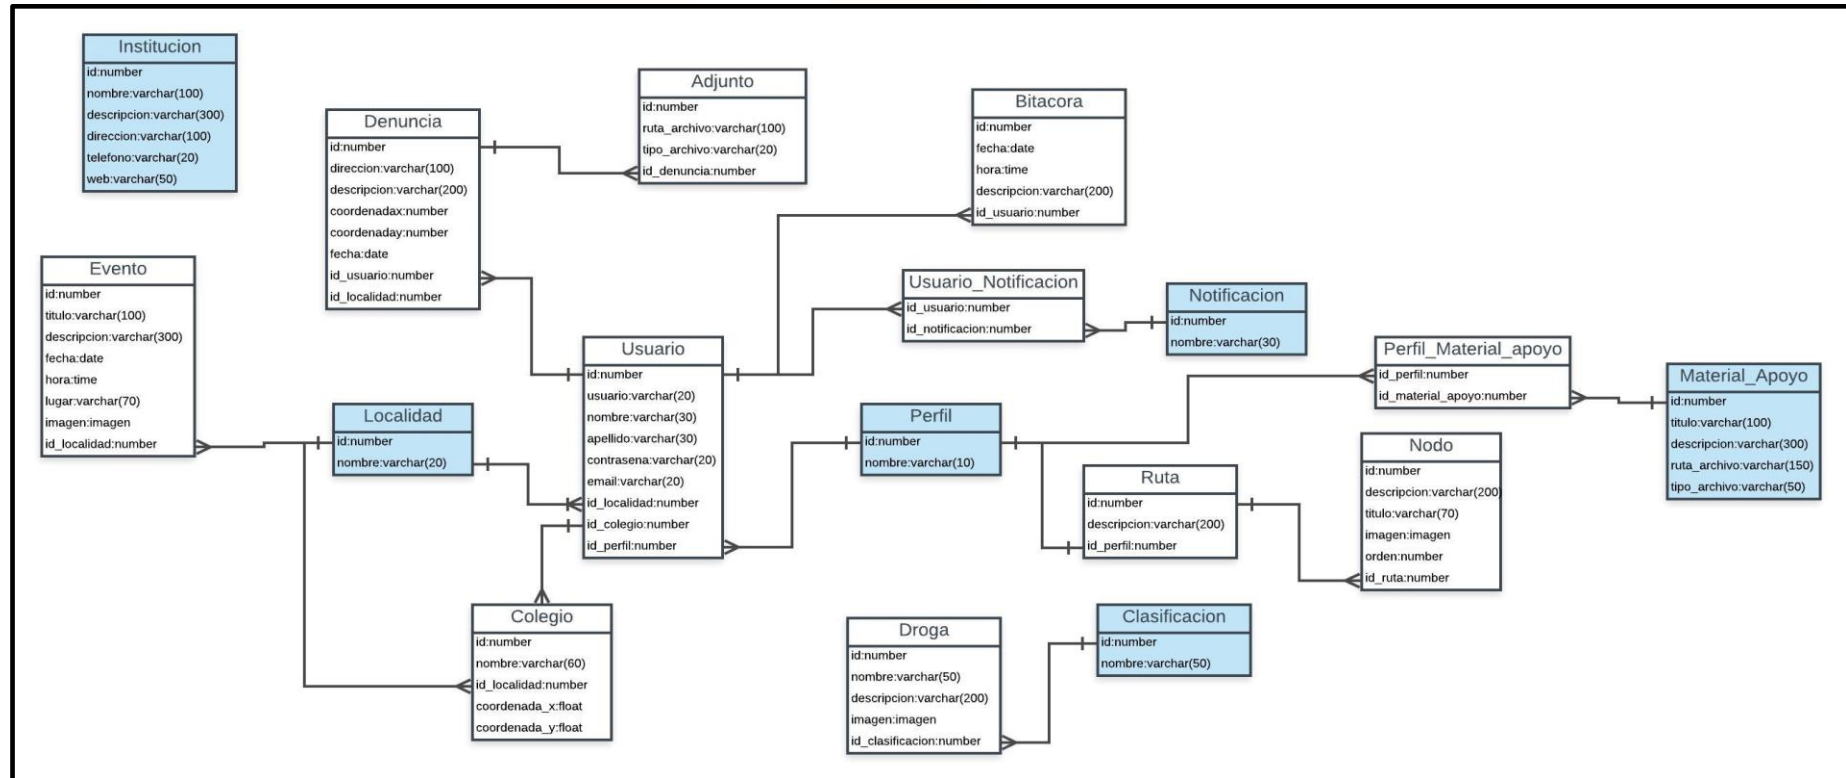 Institucion
id:number
nombre:varchar(100)
descripcion:varchar(300)
direccion:varchar(100)
telefono:varchar(20)
web:varchar(50)
Denuncia
id:number
direccion:varchar(100)
descripcion:varchar(200)
coordenadax:number
coordenaday:number
fecha:date
id_usuario:number
id_localidad:number
Adjunto
id:number
ruta_archivo:varchar(100)
tipo_archivo:varchar(20)
id_denuncia:number
Bitacora
id:number
fecha:date
hora:time
descripcion:varchar(200)
id_usuario:number
Evento
id:number
titulo:varchar(100)
descripcion:varchar(300)
fecha:date
hora:time
lugar:varchar(70)
imagen:imagen
id_localidad:number
Usuario_Notificacion
id_usuario:number
id_notificacion:number
Notificacion
id:number
nombre:varchar(30)
Usuario
id:number
usuario:varchar(20)
nombre:varchar(30)
apellido:varchar(30)
contrasena:varchar(20)
email:varchar(20)
id_localidad:number
id_colegio:number
id_perfil:number
Perfil_Material_apoyo
id_perfil:number
id_material_apoyo:number
Material_Apoyo
id:number
titulo:varchar(100)
descripcion:varchar(300)
ruta_archivo:varchar(150)
tipo_archivo:varchar(50)
Localidad
id:number
nombre:varchar(20)
Perfil
id:number
nombre:varchar(10)
Ruta
id:number
descripcion:varchar(200)
id_perfil:number
Nodo
id:number
descripcion:varchar(200)
titulo:varchar(70)
imagen:imagen
orden:number
id_ruta:number
Colegio
id:number
nombre:varchar(60)
id_localidad:number
coordenada_x:float
coordenada_y:float
Droga
id:number
nombre:varchar(50)
descripcion:varchar(200)
imagen:imagen
id_clasificacion:number
Clasificacion
id:number
nombre:varchar(50)